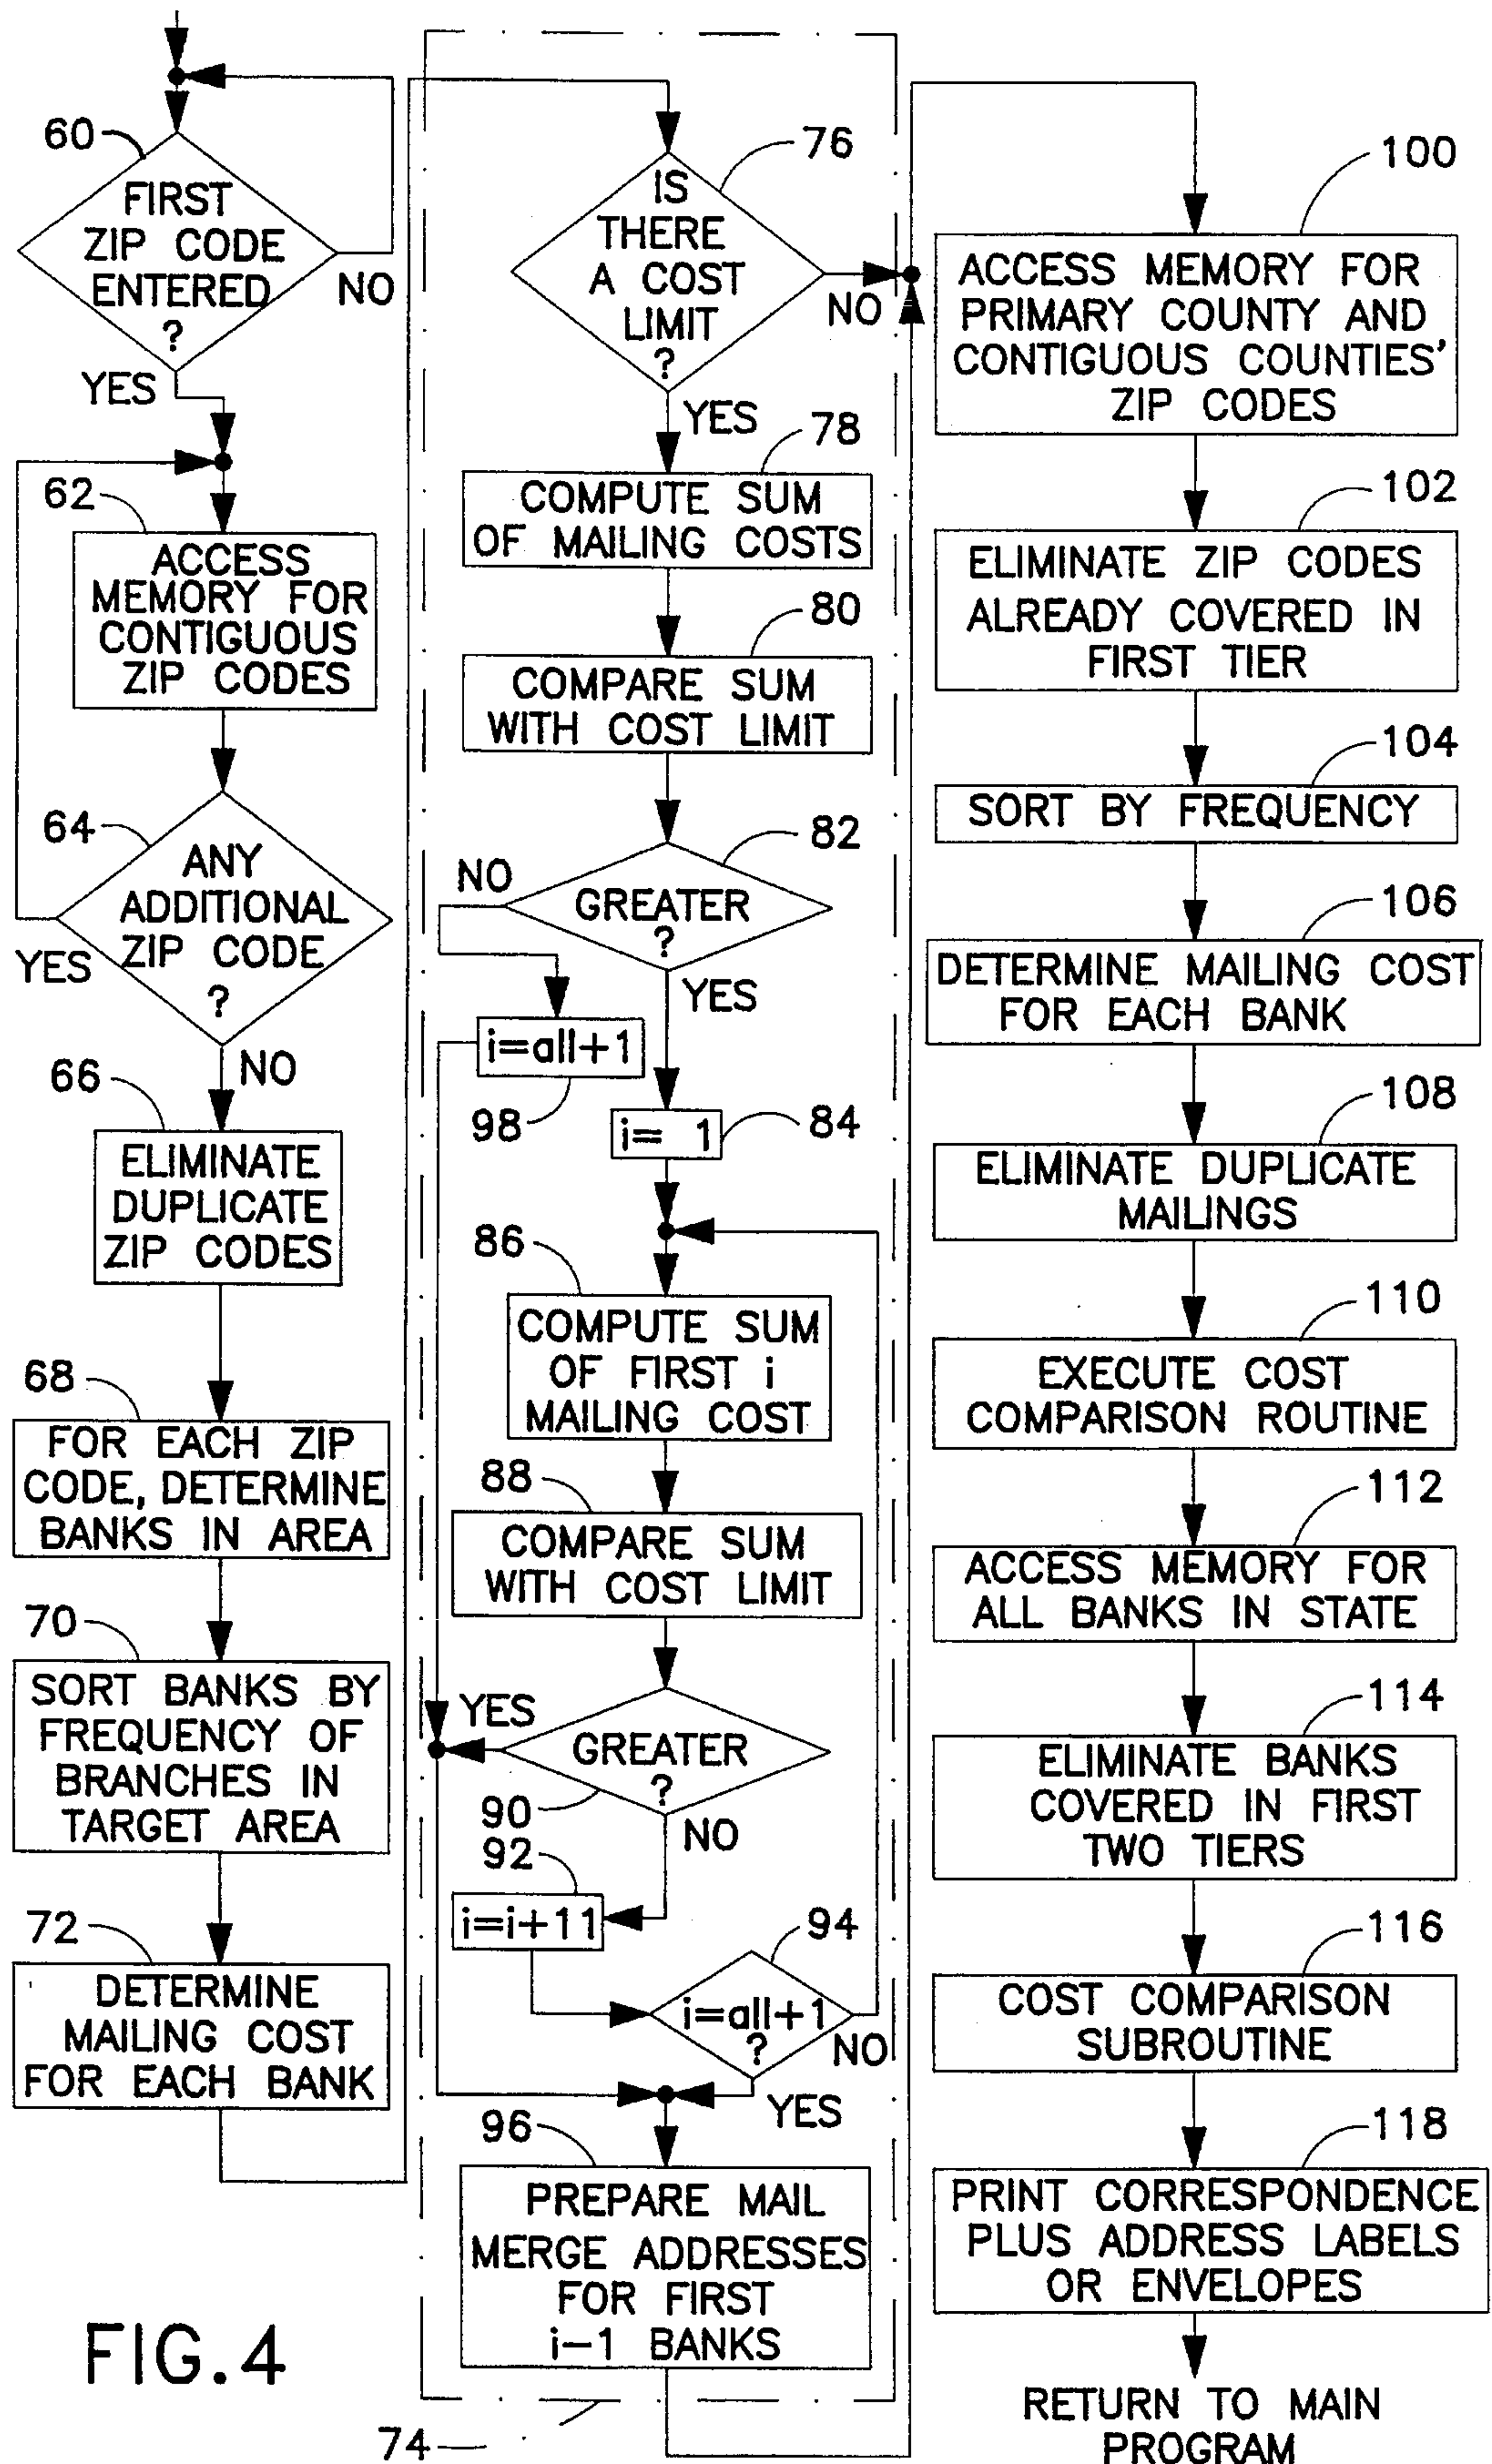 60
FIRST
ZIP CODE
ENTERED
?
NO
YES
62
ACCESS
MEMORY FOR
CONTIGUOUS
ZIP CODES
64
ANY
ADDITIONAL
ZIP CODE
?
YES
NO
66
ELIMINATE
DUPLICATE
ZIP CODES
68
FOR EACH ZIP
CODE, DETERMINE
BANKS IN AREA
70
SORT BANKS BY
FREQUENCY OF
BRANCHES IN
TARGET AREA
72
DETERMINE
MAILING COST
FOR EACH BANK
FIG.4
76
IS
THERE
A COST
LIMIT
?
NO
YES
78
COMPUTE SUM
OF MAILING COSTS
80
COMPARE SUM
WITH COST LIMIT
82
NO
GREATER
?
YES
i=all+1
98
i= 1
84
86
COMPUTE SUM
OF FIRST i
MAILING COST
88
COMPARE SUM
WITH COST LIMIT
YES
GREATER
?
90
NO
92
i=i+11
94
i=all+1
?
NO
YES
96
PREPARE MAIL
MERGE ADDRESSES
FOR FIRST
i-1 BANKS
74
100
ACCESS MEMORY FOR
PRIMARY COUNTY AND
CONTIGUOUS COUNTIES'
ZIP CODES
102
ELIMINATE ZIP CODES
ALREADY COVERED IN
FIRST TIER
104
SORT BY FREQUENCY
106
DETERMINE MAILING COST
FOR EACH BANK
108
ELIMINATE DUPLICATE
MAILINGS
110
EXECUTE COST
COMPARISON ROUTINE
112
ACCESS MEMORY FOR
ALL BANKS IN STATE
114
ELIMINATE BANKS
COVERED IN FIRST
TWO TIERS
116
COST COMPARISON
SUBROUTINE
118
PRINT CORRESPONDENCE
PLUS ADDRESS LABELS
OR ENVELOPES
RETURN TO MAIN
PROGRAM